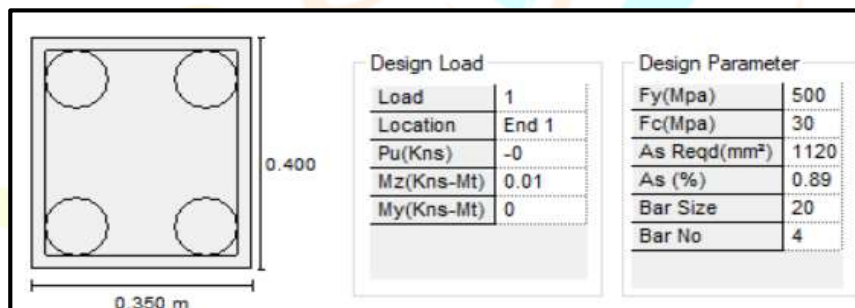 0.400
0.350 m
Design Load
Load 1
Location End 1
Pu(Kns) -0
Mz(Kns-Mt) 0.01
My(Kns-Mt) 0
Design Parameter
Fy(Mpa) 500
Fc(Mpa) 30
As Reqd(mm²) 1120
As (%) 0.89
Bar Size 20
Bar No 4